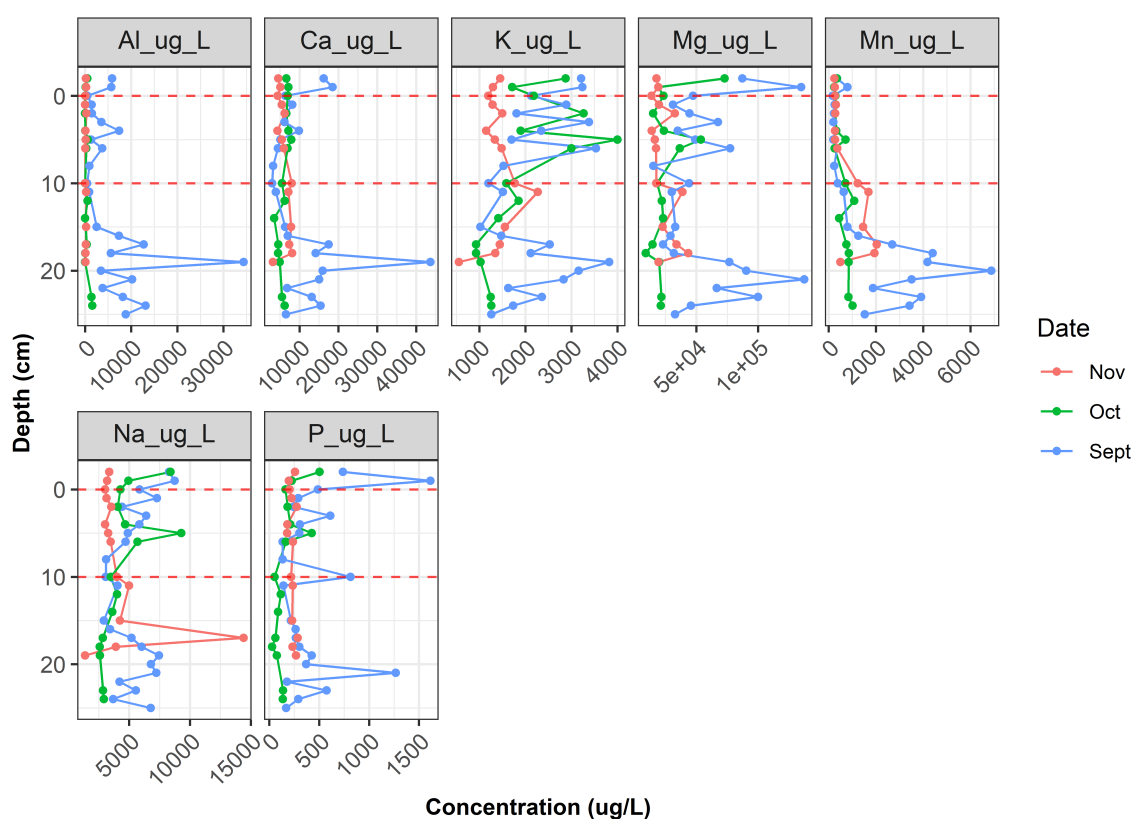 Al_ug_L Ca_ug_L K_ug_L Mg_ug_L Mn_ug_L
0
10
20
0 10000 20000 30000 10000 20000 30000 40000 1000 2000 3000 4000 5e+04 1e+05 0 2000 4000 6000
Na_ug_L P_ug_L
0
10
20
5000 10000 15000 0 500 1000 1500
Depth (cm)
Concentration (ug/L)
Date
Nov
Oct
Sept